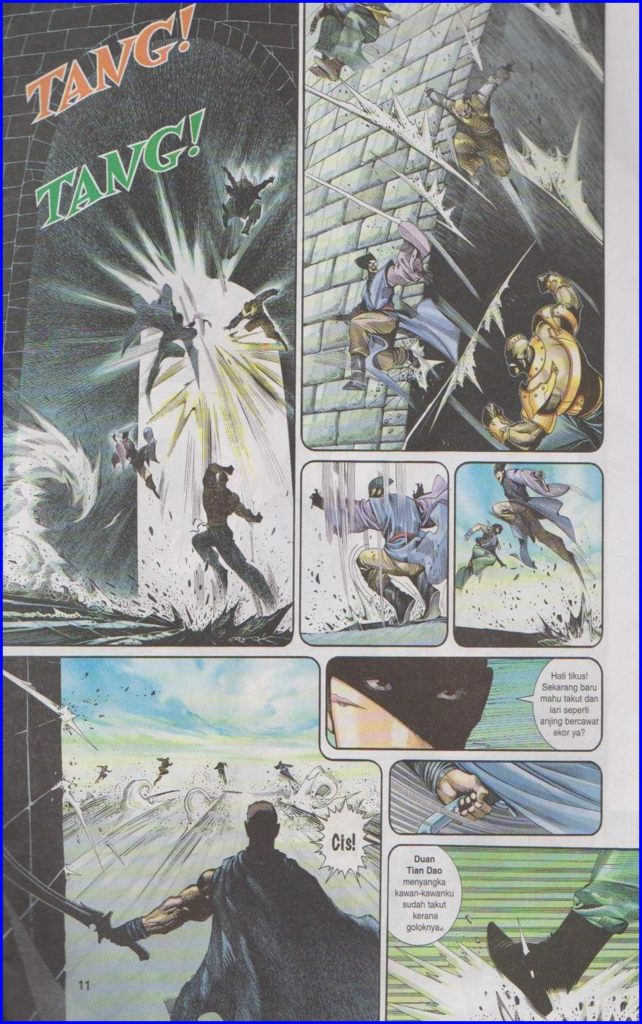 TANG!
TANG!
Hati tikus!
Sekarang baru
mahu takut dan
lari seperti
anjing bercawat
ekor ya?
Cis!
Duan
Tian Dao
menyangka
kawan-kawanku
sudah takut
kerana
goloknya.
11